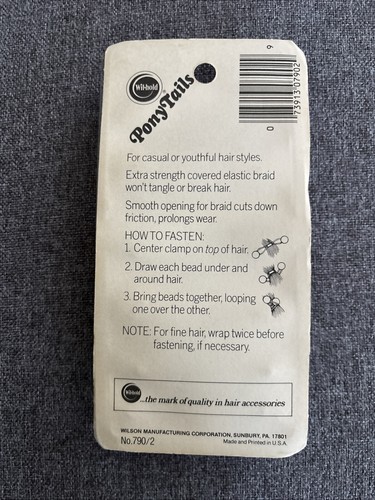 Wil-hold
PonyTails
9
73913 07902
0
For casual or youthful hair styles.
Extra strength covered elastic braid
won't tangle or break hair.
Smooth opening for braid cuts down
friction, prolongs wear.
HOW TO FASTEN:
1. Center clamp on top of hair.
2. Draw each bead under and
around hair.
3. Bring beads together, looping
one over the other.
NOTE: For fine hair, wrap twice before
fastening, if necessary.
Wil-hold
...the mark of quality in hair accessories
WILSON MANUFACTURING CORPORATION, SUNBURY, PA. 17801
No. 790/2
Made and Printed in U.S.A.